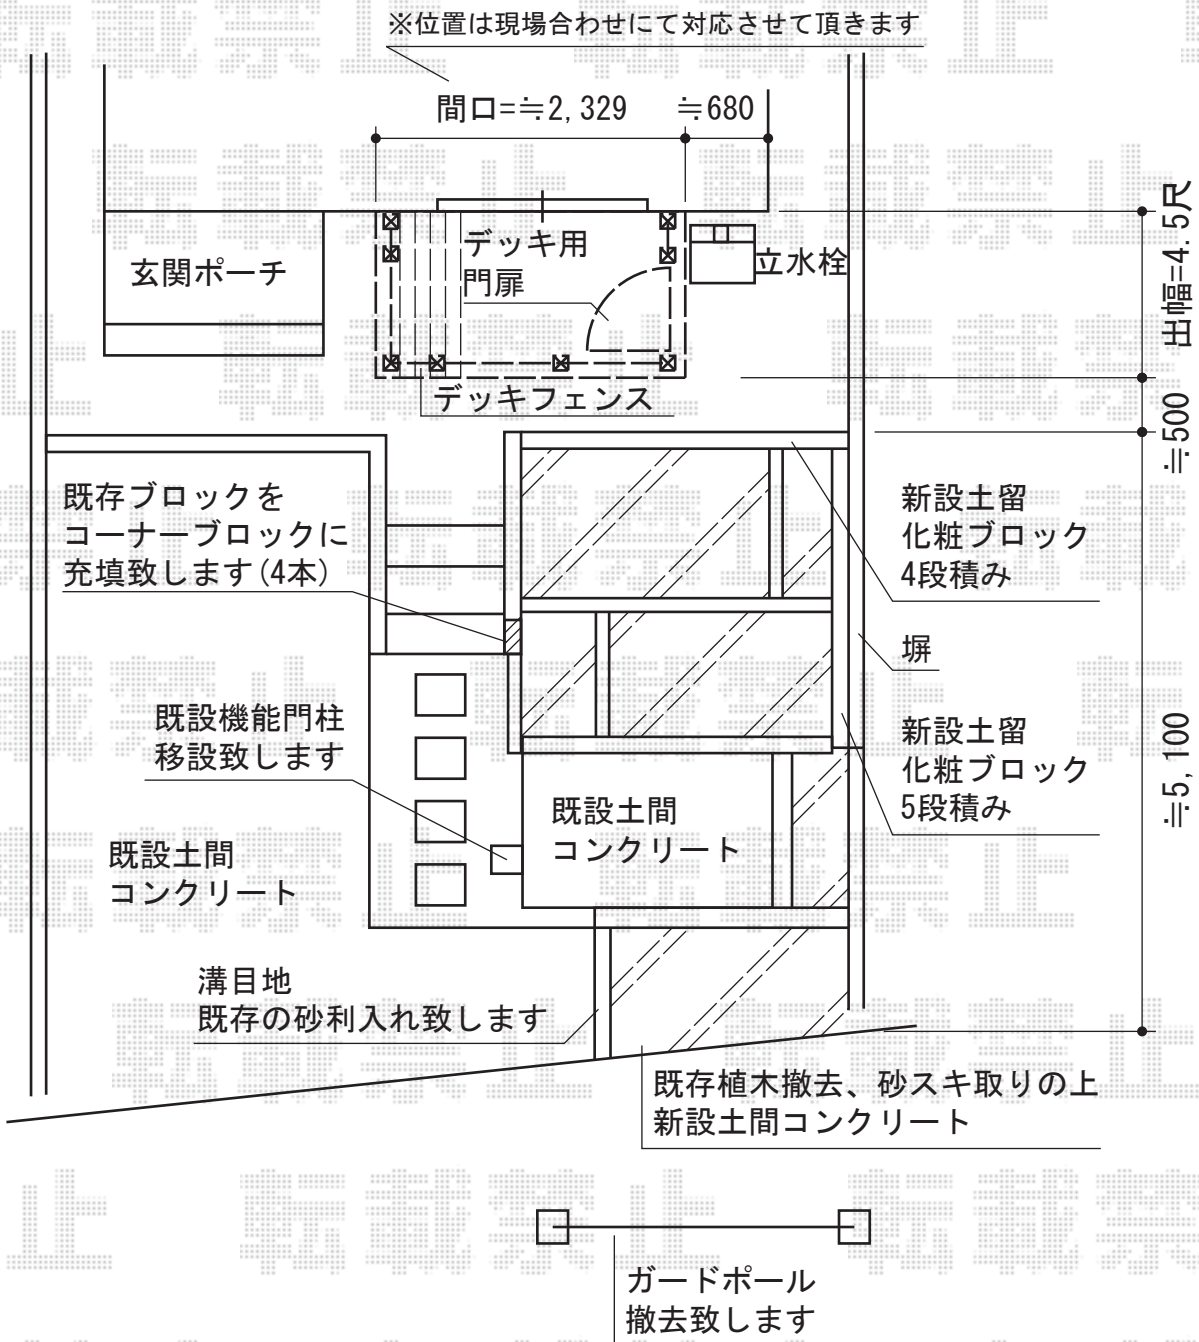 ※位置は現場合わせにて対応させて頂きます
間口=≒2,329
≒680
出幅=4.5尺
デッキ用
門扉
立水栓
玄関ポーチ
デッキフェンス
≒500
既存ブロックを
コーナーブロックに
充填致します(4本)
新設土留
化粧ブロック
4段積み
塀
既設機能門柱
移設致します
新設土留
化粧ブロック
5段積み
≒5,100
既設土間
コンクリート
既設土間
コンクリート
溝目地
既存の砂利入れ致します
既存植木撤去、砂スキ取りの上
新設土間コンクリート
ガードポール
撤去致します
転載禁止